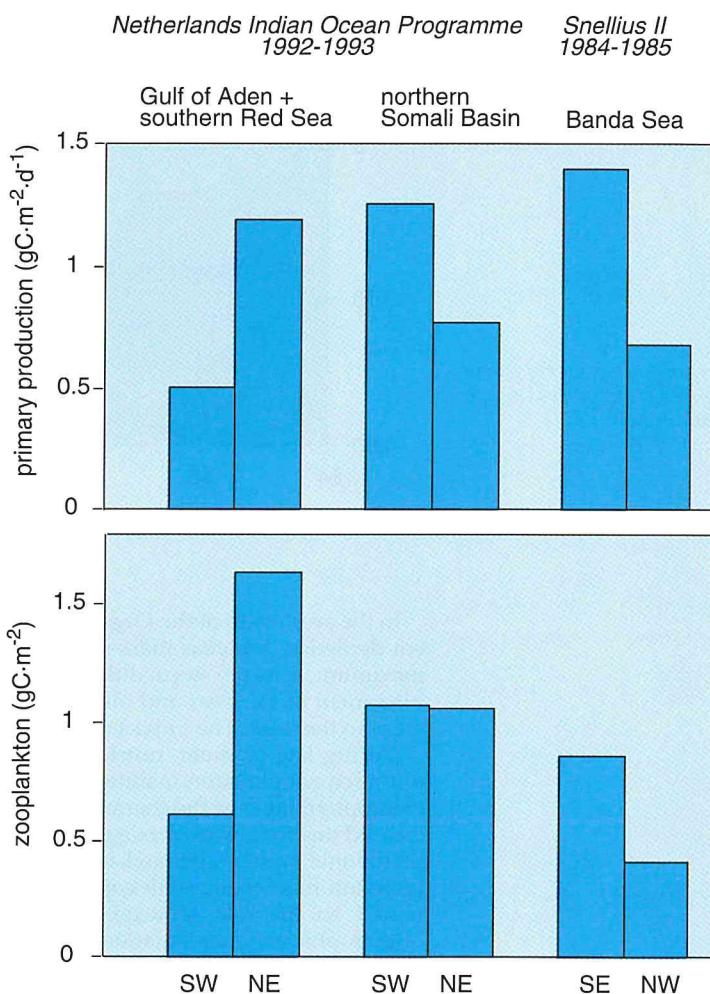 Netherlands Indian Ocean Programme
1992-1993
Snellius II
1984-1985
Gulf of Aden +
southern Red Sea
northern
Somali Basin
Banda Sea
primary production (gC·m-2·d-1)
1.5
1
0.5
0
zooplankton (gC·m-2)
1.5
1
0.5
0
SW NE SW NE SE NW